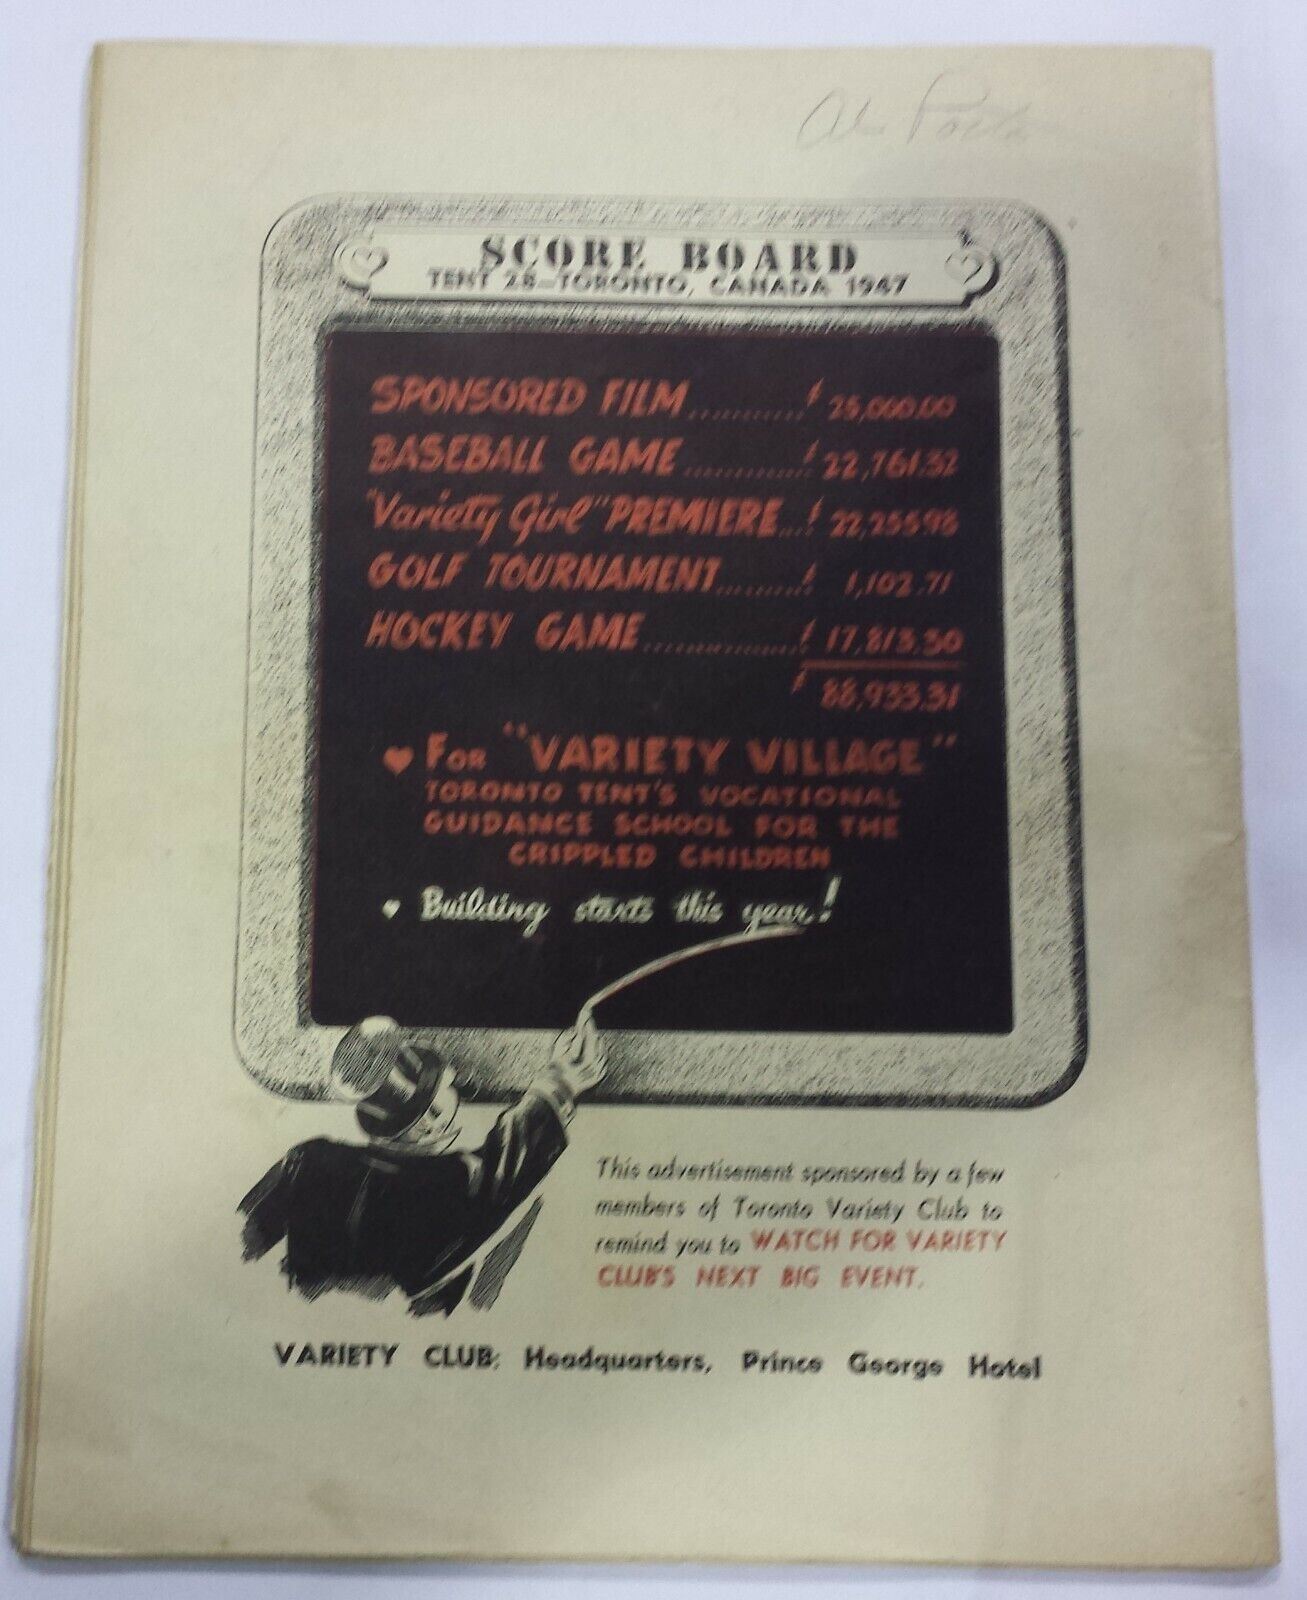 SCORE BOARD
TENT 28—TORONTO, CANADA 1947
SPONSORED FILM ............ $ 25,000.00
BASEBALL GAME ............. $ 22,761.32
"Variety Girl" PREMIERE ... $ 22,255.98
GOLF TOURNAMENT ......... $ 1,102.71
HOCKEY GAME ................ $ 17,813.30
$ 88,933.31
♥ FOR "VARIETY VILLAGE"
TORONTO TENT'S VOCATIONAL
GUIDANCE SCHOOL FOR THE
CRIPPLED CHILDREN
♥ Building starts this year!
This advertisement sponsored by a few
members of Toronto Variety Club to
remind you to WATCH FOR VARIETY
CLUB'S NEXT BIG EVENT.
VARIETY CLUB; Headquarters, Prince George Hotel